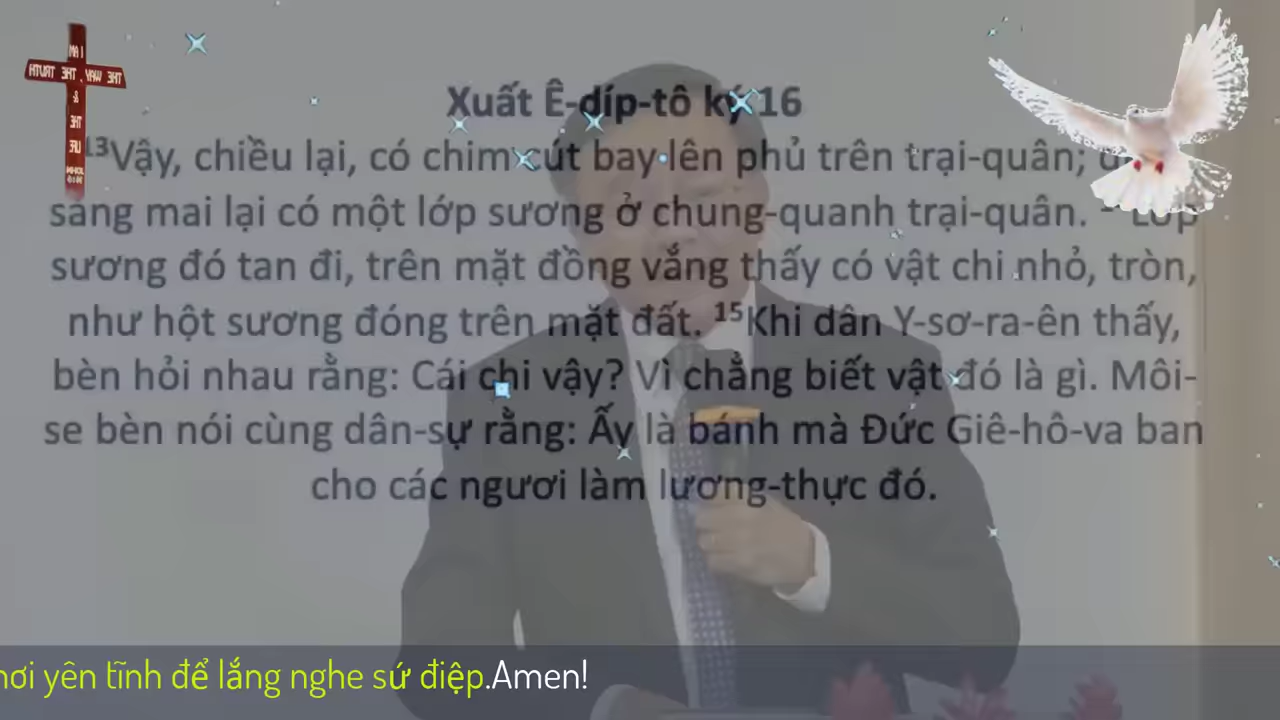 Xuất Ê-díp-tô ký 16
¹³Vậy, chiều lại, có chim cút bay lên phủ trên trại-quân;
sáng mai lại có một lớp sương ở chung-quanh trại-quân. Lớp
sương đó tan đi, trên mặt đồng vắng thấy có vật chi nhỏ, tròn,
như hột sương đóng trên mặt đất. ¹⁵Khi dân Y-sơ-ra-ên thấy,
bèn hỏi nhau rằng: Cái chi vậy? Vì chẳng biết vật đó là gì. Môi-
se bèn nói cùng dân-sự rằng: Ấy là bánh mà Đức Giê-hô-va ban
cho các ngươi làm lương-thực đó.
yên tĩnh để lắng nghe sứ điệp.Amen!